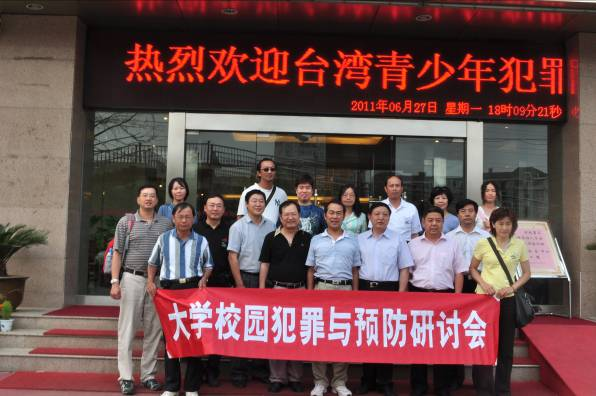 热烈欢迎台湾青少年犯罪
2011年06月27日 星期一 18时09分21秒
大学校园犯罪与预防研讨会